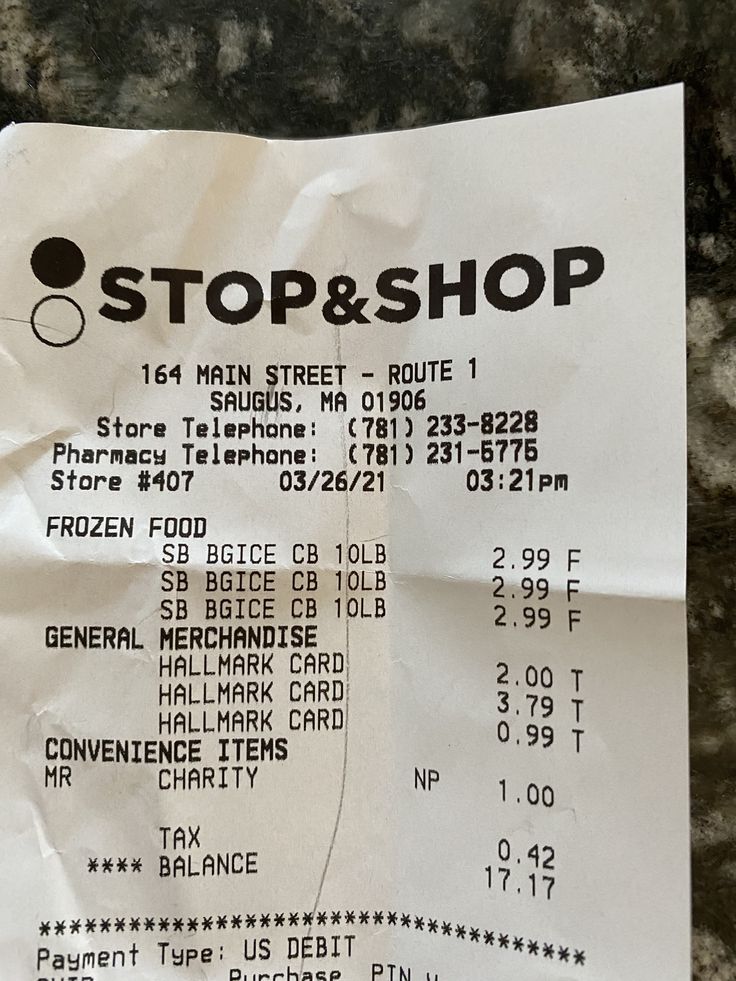 STOP&SHOP
164 MAIN STREET - ROUTE 1
SAUGUS, MA 01906
Store Telephone: (781) 233-8228
Pharmacy Telephone: (781) 231-5775
Store #407 03/26/21 03:21pm
FROZEN FOOD
SB BGICE CB 10LB 2.99 F
SB BGICE CB 10LB 2.99 F
SB BGICE CB 10LB 2.99 F
GENERAL MERCHANDISE
HALLMARK CARD 2.00 T
HALLMARK CARD 3.79 T
HALLMARK CARD 0.99 T
CONVENIENCE ITEMS
MR CHARITY NP 1.00
TAX 0.42
**** BALANCE 17.17
************************************
Payment Type: US DEBIT
Purchase PIN